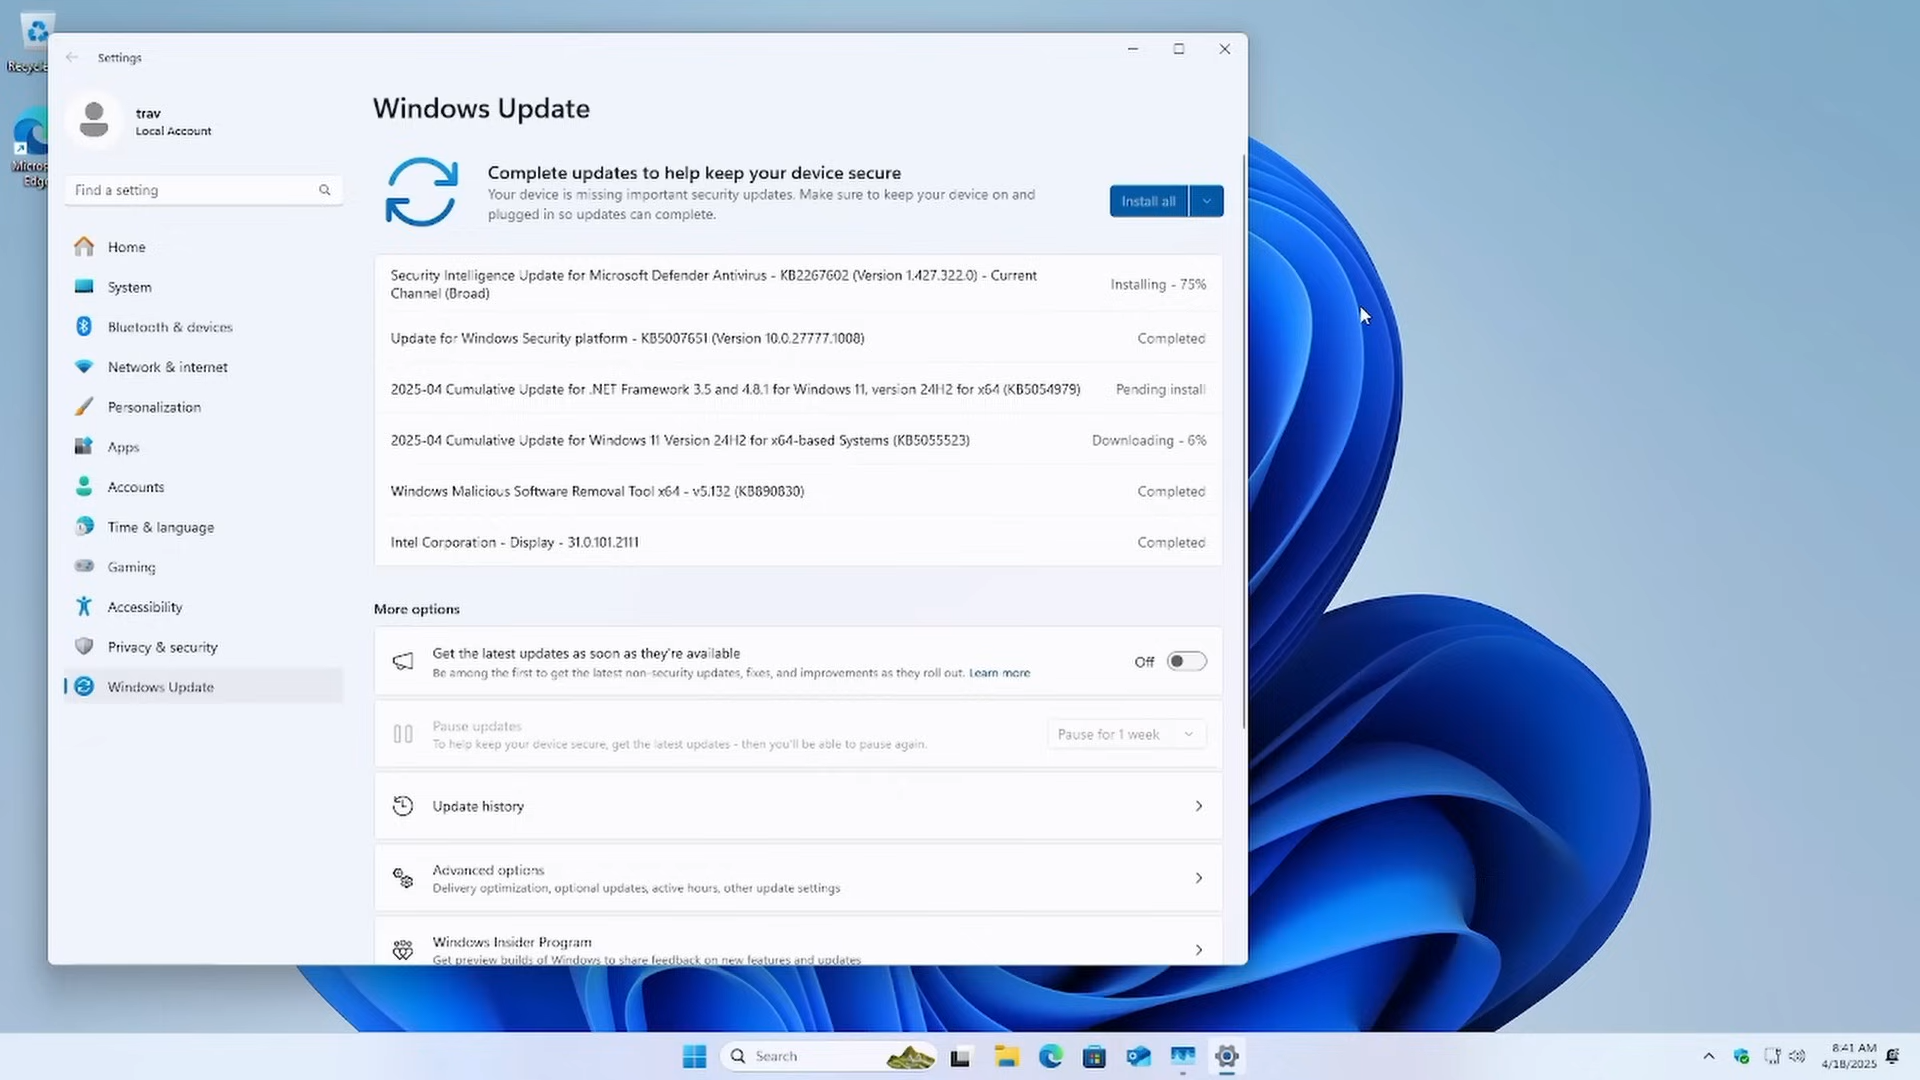 Recycle
Micros
Edge
Settings
trav
Local Account
Find a setting
Home
System
Bluetooth & devices
Network & internet
Personalization
Apps
Accounts
Time & language
Gaming
Accessibility
Privacy & security
Windows Update
Windows Update
Complete updates to help keep your device secure
Your device is missing important security updates. Make sure to keep your device on and
plugged in so updates can complete.
Install all
Security Intelligence Update for Microsoft Defender Antivirus - KB2267602 (Version 1.427.322.0) - Current
Channel (Broad)
Installing - 75%
Update for Windows Security platform - KB5007651 (Version 10.0.27777.1008)
Completed
2025-04 Cumulative Update for .NET Framework 3.5 and 4.8.1 for Windows 11, version 24H2 for x64 (KB5054979)
Pending install
2025-04 Cumulative Update for Windows 11 Version 24H2 for x64-based Systems (KB5055523)
Downloading - 6%
Windows Malicious Software Removal Tool x64 - v5.132 (KB890830)
Completed
Intel Corporation - Display - 31.0.101.2111
Completed
More options
Get the latest updates as soon as they're available
Be among the first to get the latest non-security updates, fixes, and improvements as they roll out. Learn more
Off
Pause updates
To help keep your device secure, get the latest updates - then you'll be able to pause again.
Pause for 1 week
Update history
Advanced options
Delivery optimization, optional updates, active hours, other update settings
Windows Insider Program
Get preview builds of Windows to share feedback on new features and updates
Search
8:41 AM
4/18/2025